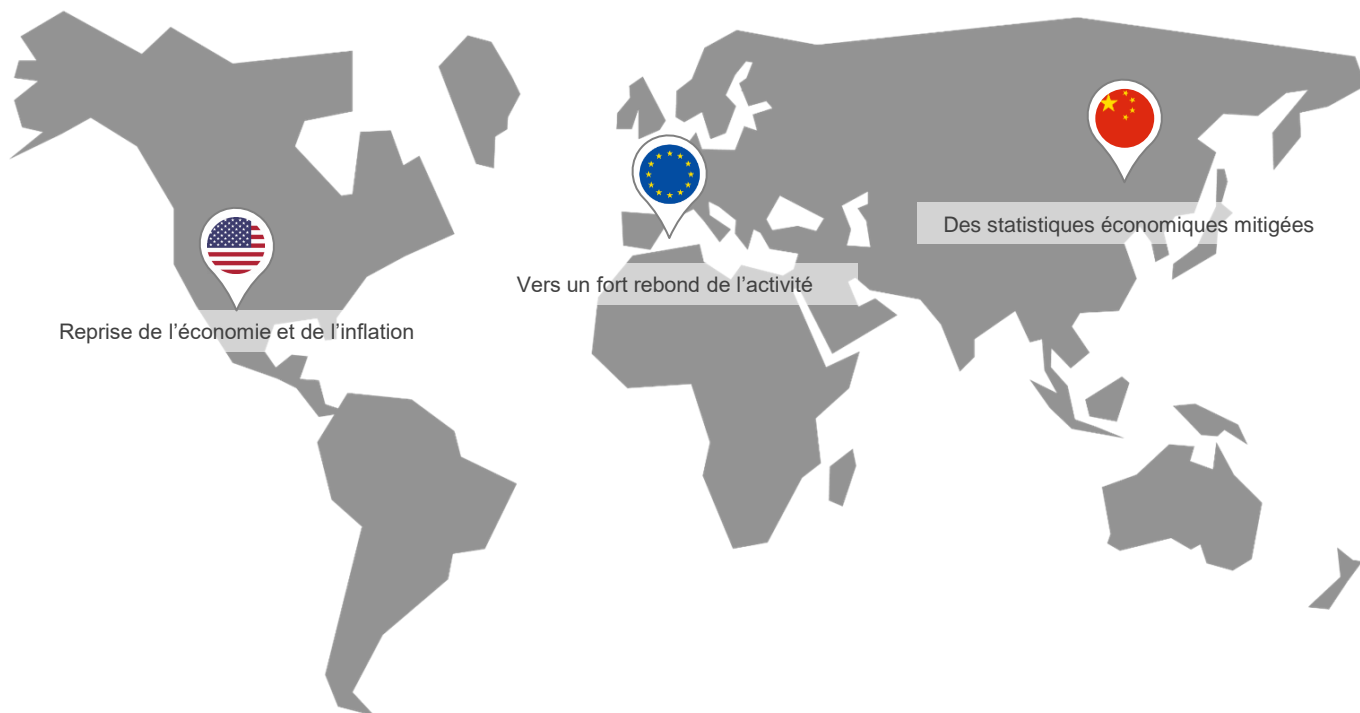 Reprise de l’économie et de l’inflation
Vers un fort rebond de l’activité
Des statistiques économiques mitigées